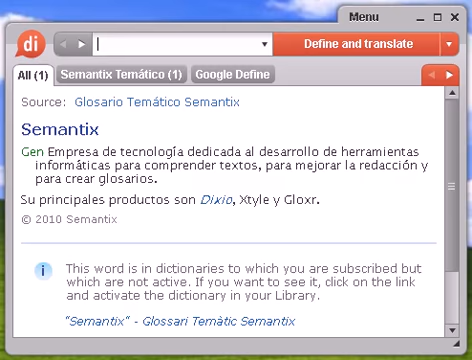 Menu
di
Define and translate
All (1)
Semantix Temático (1)
Google Define
Source: Glosario Temático Semantix
Semantix
Gen Empresa de tecnología dedicada al desarrollo de herramientas
informáticas para comprender textos, para mejorar la redacción y
para crear glosarios.
Su principales producten son Dixio, Xtyle y Gloxr.
© 2010 Semantix
i
This word is in dictionaries to which you are subscribed but
which are not active. If you want to see it, click on the link
and activate the dictionary in your Library.
"Semantix" - Glossari Temàtic Semantix